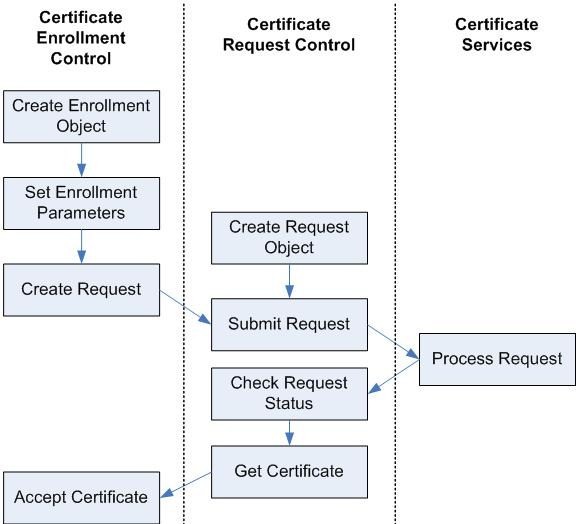 Certificate
Enrollment
Control
Certificate
Request Control
Certificate
Services
Create Enrollment
Object
Set Enrollment
Parameters
Create Request
Create Request
Object
Submit Request
Process Request
Check Request
Status
Get Certificate
Accept Certificate